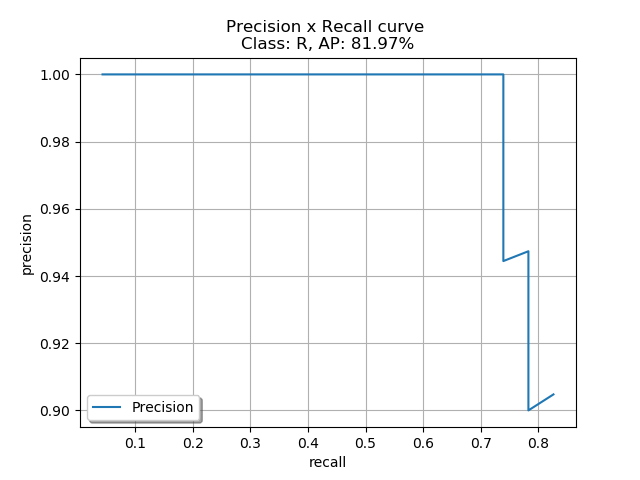 Precision x Recall curve
Class: R, AP: 81.97%
1.00
0.98
0.96
0.94
0.92
0.90
precision
Precision
0.1 0.2 0.3 0.4 0.5 0.6 0.7 0.8
recall